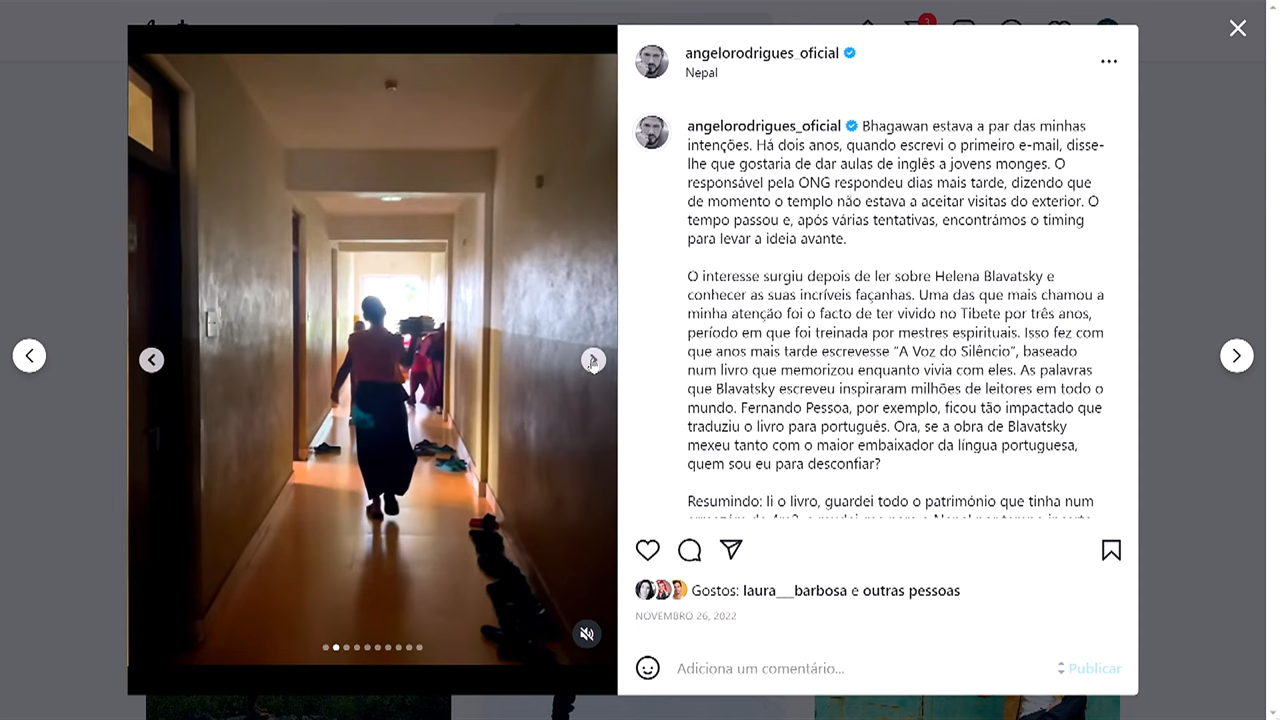 angelorodrigues_oficial
Nepal
angelorodrigues_oficial Bhagawan estava a par das minhas
intenções. Há dois anos, quando escrevi o primeiro e-mail, disse-
lhe que gostaria de dar aulas de inglês a jovens monges. O
responsável pela ONG respondeu dias mais tarde, dizendo que
de momento o templo não estava a aceitar visitas do exterior. O
tempo passou e, após várias tentativas, encontrámos o timing
para levar a ideia avante.
O interesse surgiu depois de ler sobre Helena Blavatsky e
conhecer as suas incríveis façanhas. Uma das que mais chamou a
minha atenção foi o facto de ter vivido no Tibete por três anos,
período em que foi treinada por mestres espirituais. Isso fez com
que anos mais tarde escrevesse “A Voz do Silêncio”, baseado
num livro que memorizou enquanto vivia com eles. As palavras
que Blavatsky escreveu inspiraram milhões de leitores em todo o
mundo. Fernando Pessoa, por exemplo, ficou tão impactado que
traduziu o livro para português. Ora, se a obra de Blavatsky
mexeu tanto com o maior embaixador da língua portuguesa,
quem sou eu para desconfiar?
Resumindo: li o livro, guardei todo o património que tinha num
Gostos: laura___barbosa e outras pessoas
NOVEMBRO 26, 2022
Adiciona um comentário...
Publicar